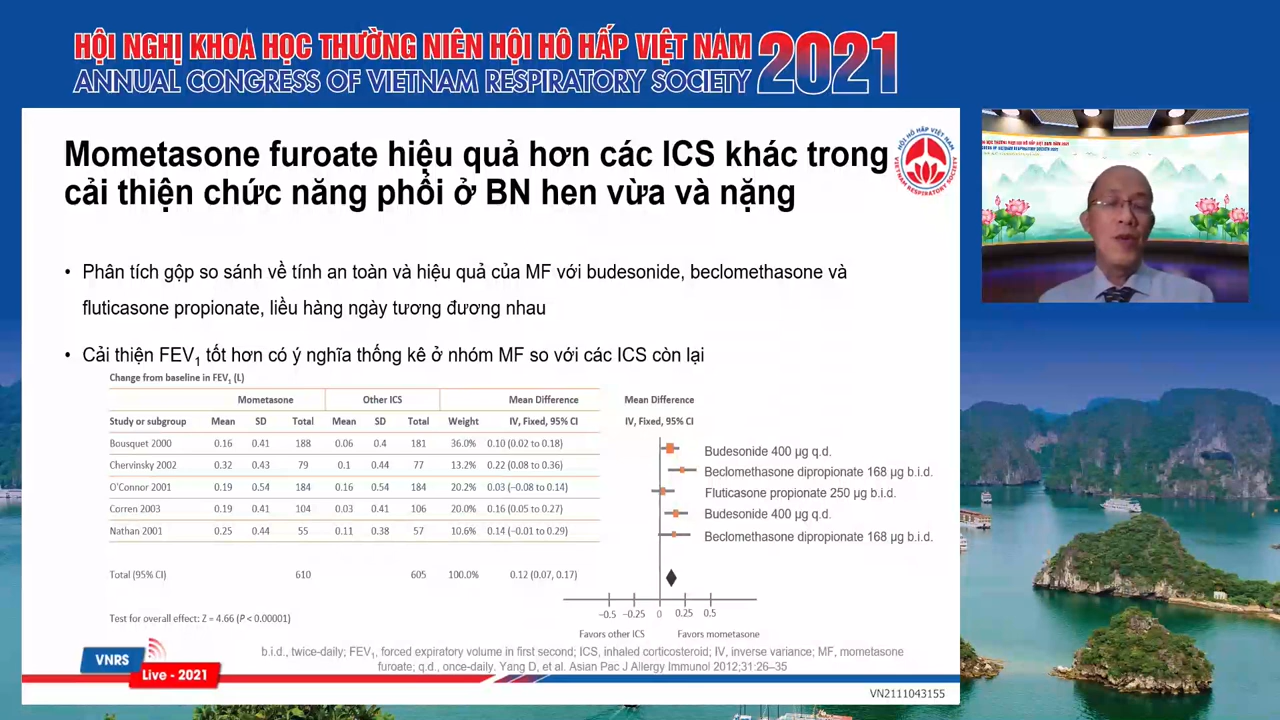 HỘI NGHỊ KHOA HỌC THƯỜNG NIÊN HỘI HÔ HẤP VIỆT NAM
ANNUAL CONGRESS OF VIETNAM RESPIRATORY SOCIETY
2021
Mometasone furoate hiệu quả hơn các ICS khác trong
cải thiện chức năng phổi ở BN hen vừa và nặng
HỘI HÔ HẤP VIỆT NAM
VIETNAM RESPIRATORY SOCIETY
• Phân tích gộp so sánh về tính an toàn và hiệu quả của MF với budesonide, beclomethasone và
fluticasone propionate, liều hàng ngày tương đương nhau
• Cải thiện FEV1 tốt hơn có ý nghĩa thống kê ở nhóm MF so với các ICS còn lại
Change from baseline in FEV1 (L)
Mometasone Other ICS Mean Difference Mean Difference
Study or subgroup Mean SD Total Mean SD Total Weight IV, Fixed, 95% CI IV, Fixed, 95% CI
Bousquet 2000 0.16 0.41 188 0.06 0.4 181 36.0% 0.10 (0.02 to 0.18) Budesonide 400 µg q.d.
Chervinsky 2002 0.32 0.43 79 0.1 0.44 77 13.2% 0.22 (0.08 to 0.36) Beclomethasone dipropionate 168 µg b.i.d.
O'Connor 2001 0.19 0.54 184 0.16 0.54 184 20.2% 0.03 (−0.08 to 0.14) Fluticasone propionate 250 µg b.i.d.
Corren 2003 0.19 0.41 104 0.03 0.41 106 20.0% 0.16 (0.05 to 0.27) Budesonide 400 µg q.d.
Nathan 2001 0.25 0.44 55 0.11 0.38 57 10.6% 0.14 (−0.01 to 0.29) Beclomethasone dipropionate 168 µg b.i.d.
Total (95% CI) 610 605 100.0% 0.12 (0.07, 0.17)
−0.5 −0.25 0 0.25 0.5
Test for overall effect: Z = 4.66 (P < 0.00001)
Favors other ICS Favors mometasone
b.i.d., twice-daily; FEV1, forced expiratory volume in first second; ICS, inhaled corticosteroid; IV, inverse variance; MF, mometasone
furoate; q.d., once-daily. Yang D, et al. Asian Pac J Allergy Immunol 2012;31:26–35
VNRS
Live - 2021
VN2111043155